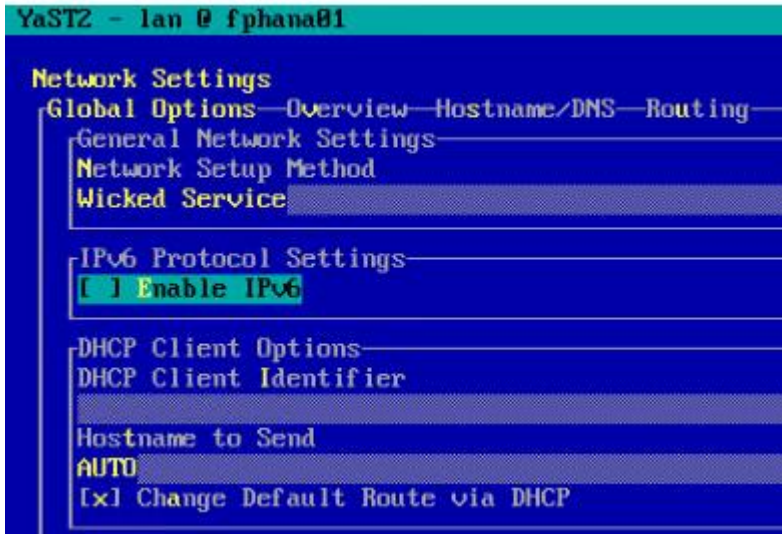 YaST2 - lan @ fphana01
Network Settings
Global Options—Overview—Hostname/DNS—Routing
General Network Settings
Network Setup Method
Wicked Service
IPv6 Protocol Settings
[ ] Enable IPv6
DHCP Client Options
DHCP Client Identifier
Hostname to Send
AUTO
[x] Change Default Route via DHCP